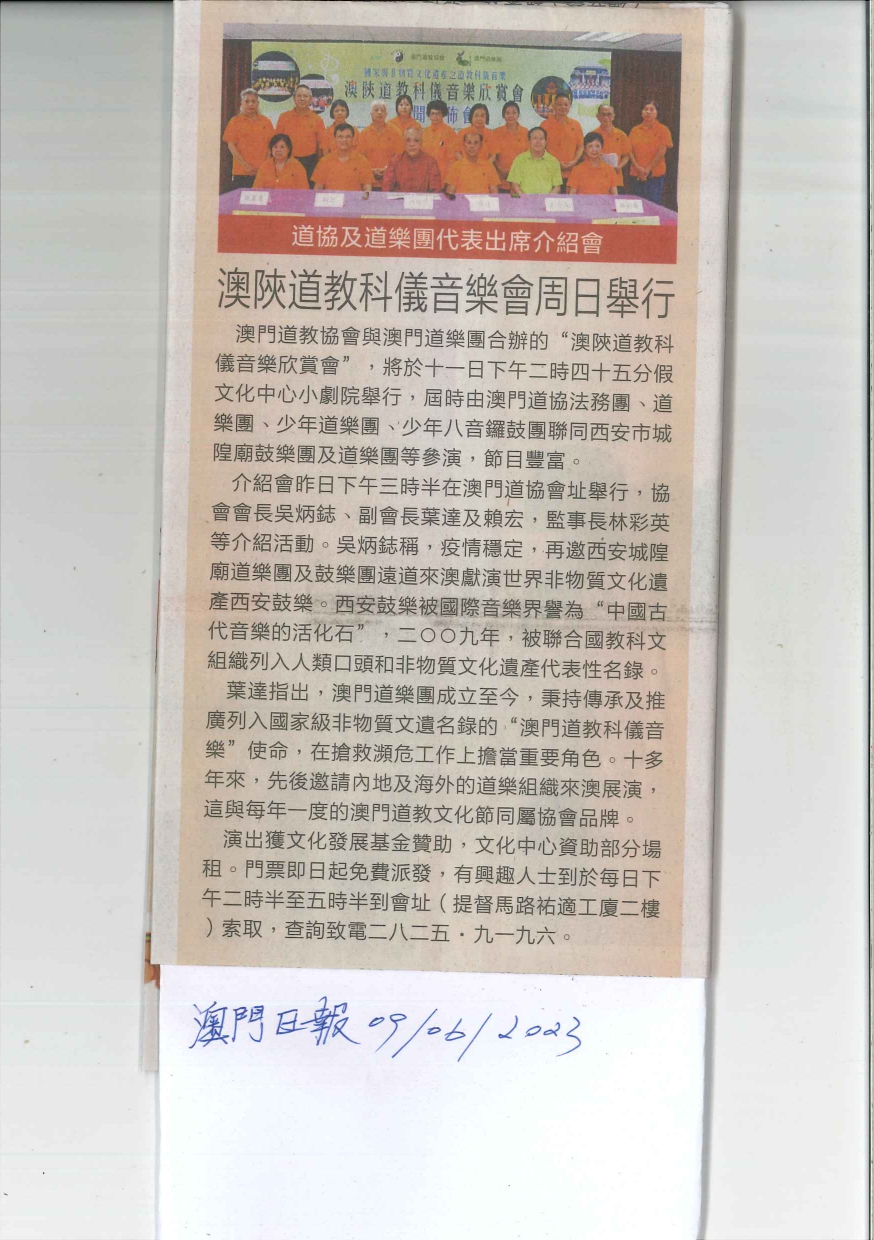 澳門道教協會
國家級非物質文化遺產之道教科儀音樂
澳陝道教科儀音樂欣賞會
道協及道樂團代表出席介紹會
澳陝道教科儀音樂會周日舉行
澳門道教協會與澳門道樂團合辦的“澳陝道教科
儀音樂欣賞會”，將於十一日下午二時四十五分假
文化中心小劇院舉行，屆時由澳門道協法務團、道
樂團、少年道樂團、少年八音鑼鼓團聯同西安市城
隍廟鼓樂團及道樂團等參演，節目豐富。
介紹會昨日下午三時半在澳門道協會址舉行，協
會會長吳炳鋕、副會長葉達及賴宏，監事長林彩英
等介紹活動。吳炳鋕稱，疫情穩定，再邀西安城隍
廟道樂團及鼓樂團遠道來澳獻演世界非物質文化遺
產西安鼓樂。西安鼓樂被國際音樂界譽為“中國古
代音樂的活化石”，二〇〇九年，被聯合國教科文
組織列入人類口頭和非物質文化遺產代表性名錄。
葉達指出，澳門道樂團成立至今，秉持傳承及推
廣列入國家級非物質文遺名錄的“澳門道教科儀音
樂”使命，在搶救瀕危工作上擔當重要角色。十多
年來，先後邀請內地及海外的道樂組織來澳展演，
這與每年一度的澳門道教文化節同屬協會品牌。
演出獲文化發展基金贊助，文化中心資助部分場
租。門票即日起免費派發，有興趣人士到於每日下
午二時半至五時半到會址（提督馬路祐適工廈二樓
）索取，查詢致電二八二五·九一九六。
澳門日報 09/06/2023